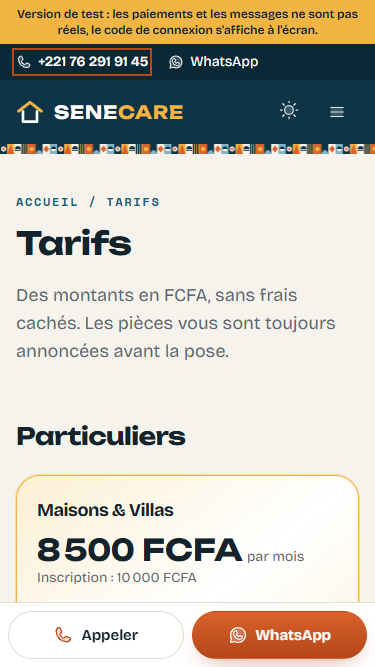 Version de test : les paiements et les messages ne sont pas
réels, le code de connexion s'affiche à l'écran.
+221 76 291 91 45
WhatsApp
SENECARE
ACCUEIL / TARIFS
Tarifs
Des montants en FCFA, sans frais
cachés. Les pièces vous sont toujours
annoncées avant la pose.
Particuliers
Maisons & Villas
8 500 FCFA par mois
Inscription : 10 000 FCFA
Appeler
WhatsApp